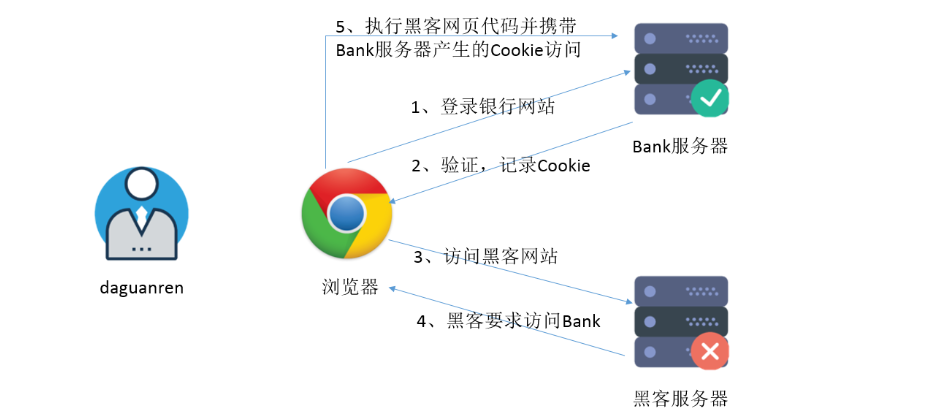 5、执行黑客网页代码并携带
Bank服务器产生的Cookie访问
1、登录银行网站
Bank服务器
2、验证，记录Cookie
3、访问黑客网站
daguanren
浏览器
4、黑客要求访问Bank
黑客服务器